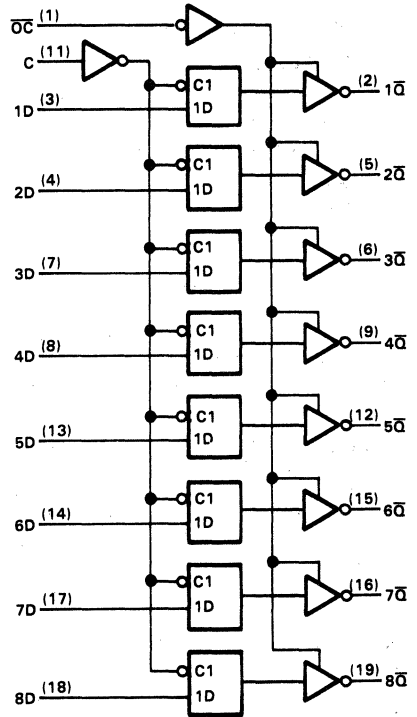 O̅C̅ (1)
C (11)
C1
1D
1D (3)
(2) 1Q̅
C1
1D
2D (4)
(5) 2Q̅
C1
1D
3D (7)
(6) 3Q̅
C1
1D
4D (8)
(9) 4Q̅
C1
1D
5D (13)
(12) 5Q̅
C1
1D
6D (14)
(15) 6Q̅
C1
1D
7D (17)
(16) 7Q̅
C1
1D
8D (18)
(19) 8Q̅